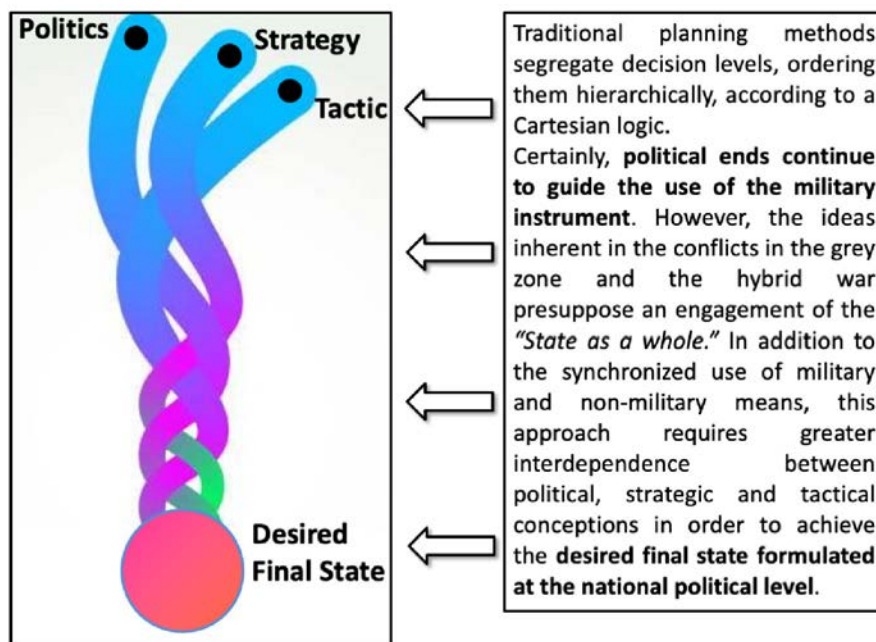 Politics
Strategy
Tactic
Desired
Final State
Traditional planning methods
segregate decision levels, ordering
them hierarchically, according to a
Cartesian logic.
Certainly, political ends continue
to guide the use of the military
instrument. However, the ideas
inherent in the conflicts in the grey
zone and the hybrid war
presuppose an engagement of the
“State as a whole.” In addition to
the synchronized use of military
and non-military means, this
approach requires greater
interdependence between
political, strategic and tactical
conceptions in order to achieve
the desired final state formulated
at the national political level.